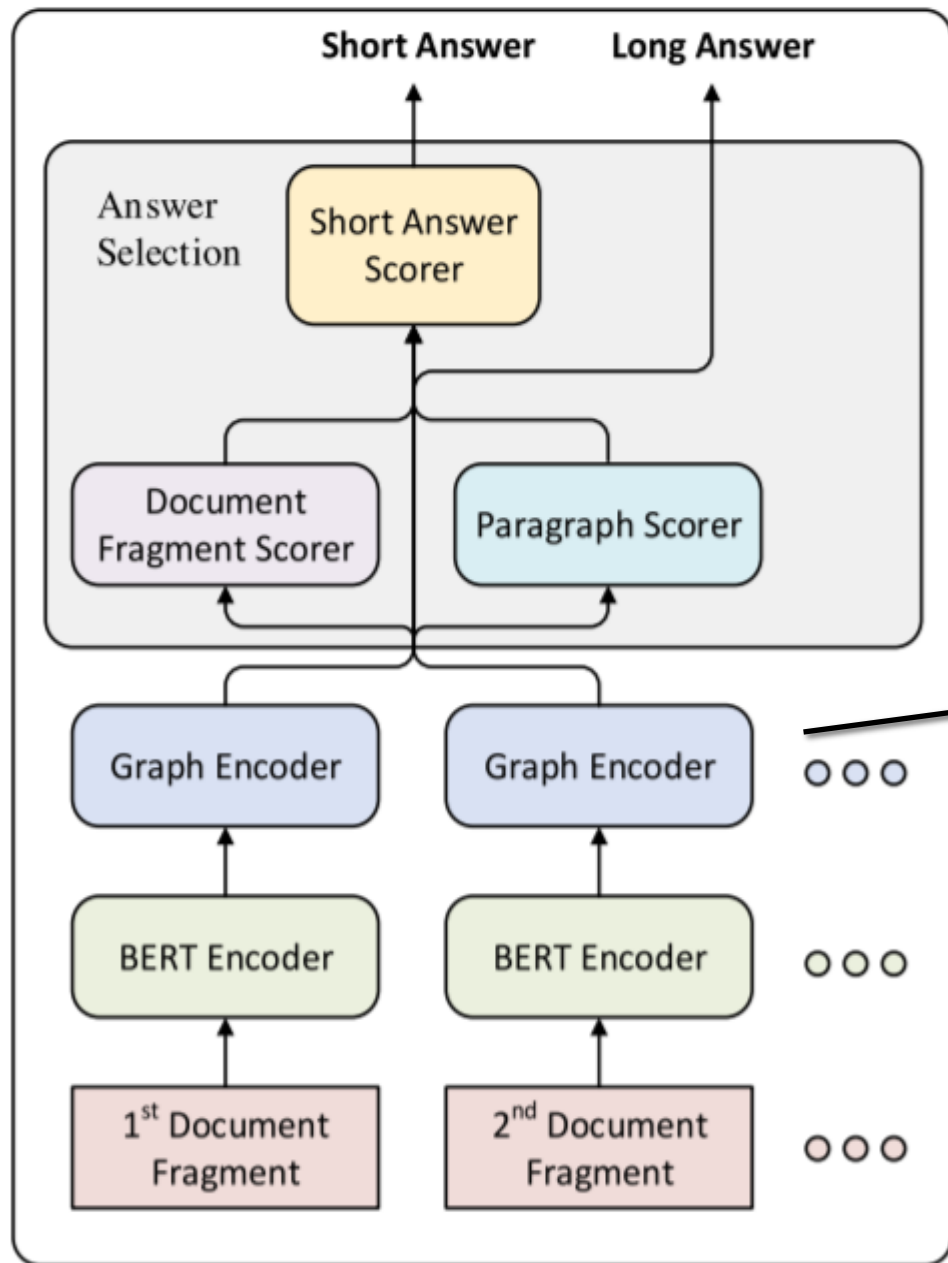 Short Answer
Long Answer
Answer
Selection
Short Answer
Scorer
Document
Fragment Scorer
Paragraph Scorer
Graph Encoder
Graph Encoder
BERT Encoder
BERT Encoder
1st Document
Fragment
2nd Document
Fragment